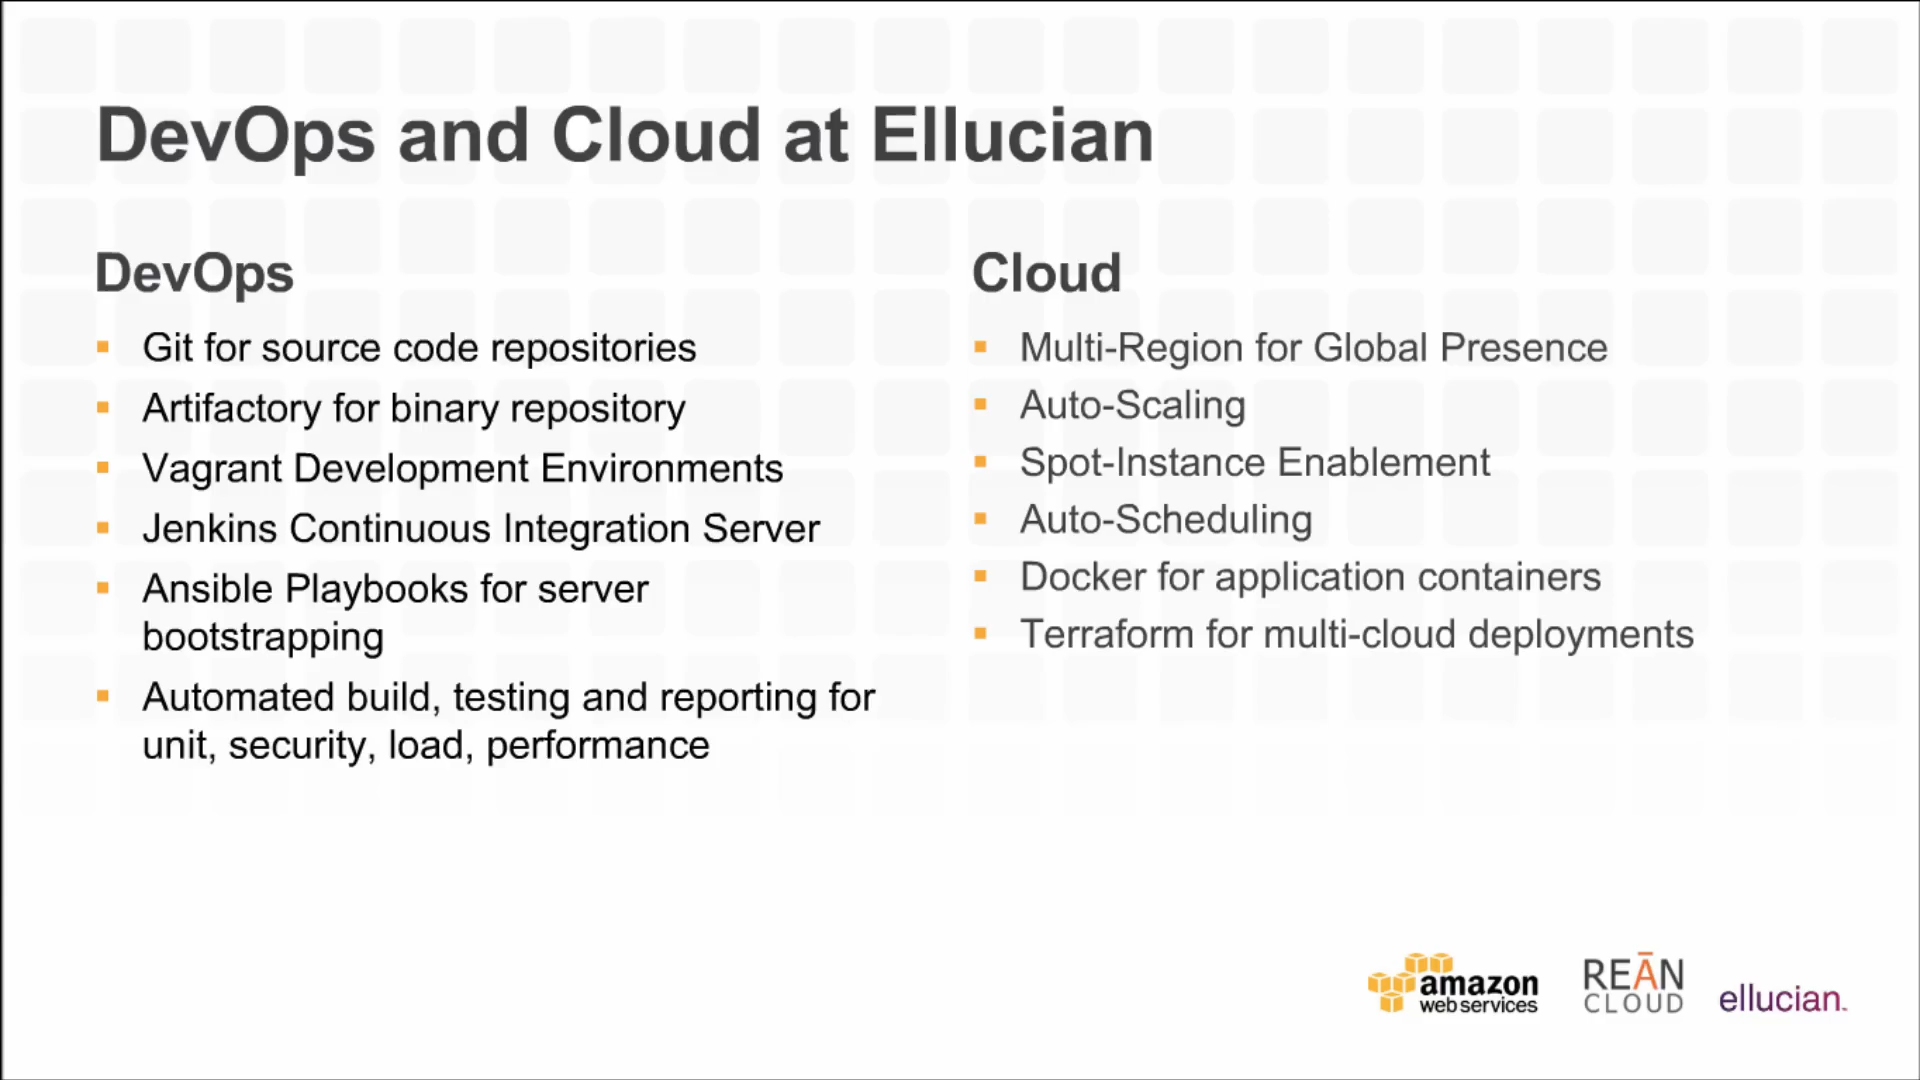 DevOps and Cloud at Ellucian
DevOps
Git for source code repositories
Artifactory for binary repository
Vagrant Development Environments
Jenkins Continuous Integration Server
Ansible Playbooks for server
bootstrapping
Automated build, testing and reporting for
unit, security, load, performance
Cloud
Multi-Region for Global Presence
Auto-Scaling
Spot-Instance Enablement
Auto-Scheduling
Docker for application containers
Terraform for multi-cloud deployments
amazon
webservices
REĀN
CLOUD
ellucian.